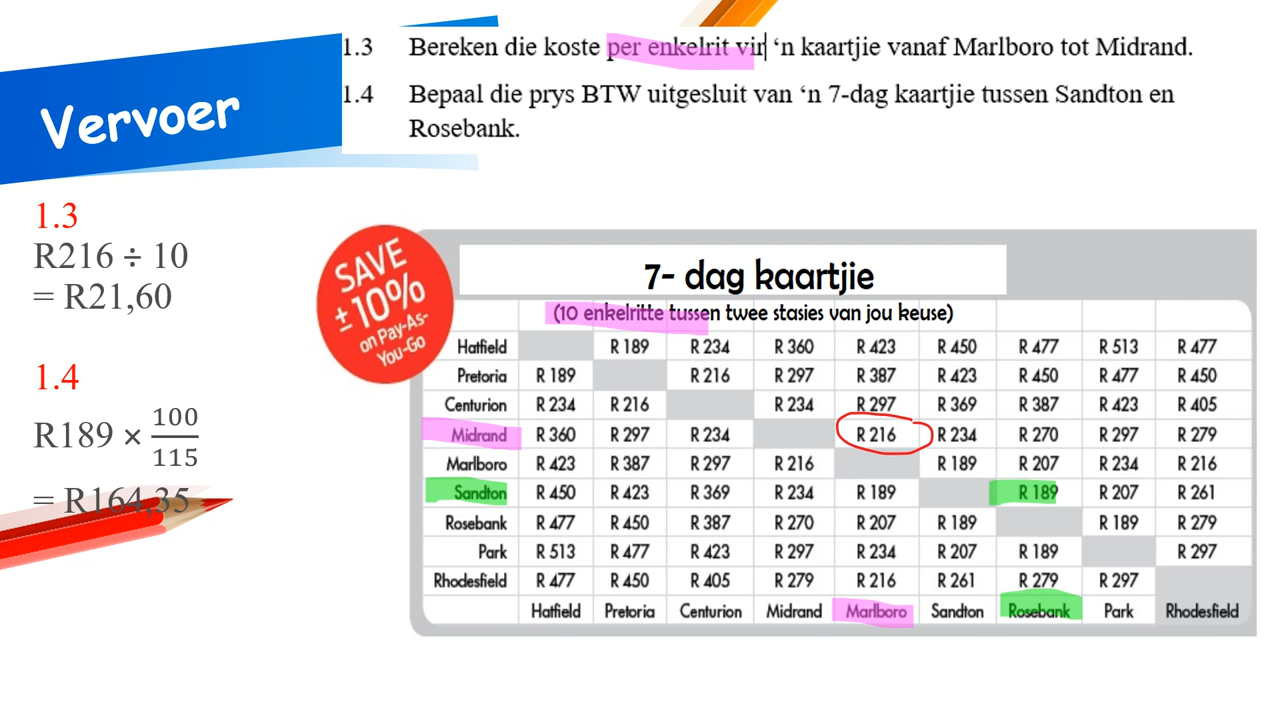 1.3 Bereken die koste per enkelrit vir 'n kaartjie vanaf Marlboro tot Midrand.
1.4 Bepaal die prys BTW uitgesluit van 'n 7-dag kaartjie tussen Sandton en
Rosebank.
Vervoer
1.3
R216 ÷ 10
= R21,60
1.4
R189 × 100/115
= R164,35
SAVE
±10%
on Pay-As-
You-Go
7- dag kaartjie
(10 enkelritte tussen twee stasies van jou keuse)
Hatfield R 189 R 234 R 360 R 423 R 450 R 477 R 513 R 477
Pretoria R 189 R 216 R 297 R 387 R 423 R 450 R 477 R 450
Centurion R 234 R 216 R 234 R 297 R 369 R 387 R 423 R 405
Midrand R 360 R 297 R 234 R 216 R 234 R 270 R 297 R 279
Marlboro R 423 R 387 R 297 R 216 R 189 R 207 R 234 R 216
Sandton R 450 R 423 R 369 R 234 R 189 R 189 R 207 R 261
Rosebank R 477 R 450 R 387 R 270 R 207 R 189 R 189 R 279
Park R 513 R 477 R 423 R 297 R 234 R 207 R 189 R 297
Rhodesfield R 477 R 450 R 405 R 279 R 216 R 261 R 279 R 297
Hatfield Pretoria Centurion Midrand Marlboro Sandton Rosebank Park Rhodesfield